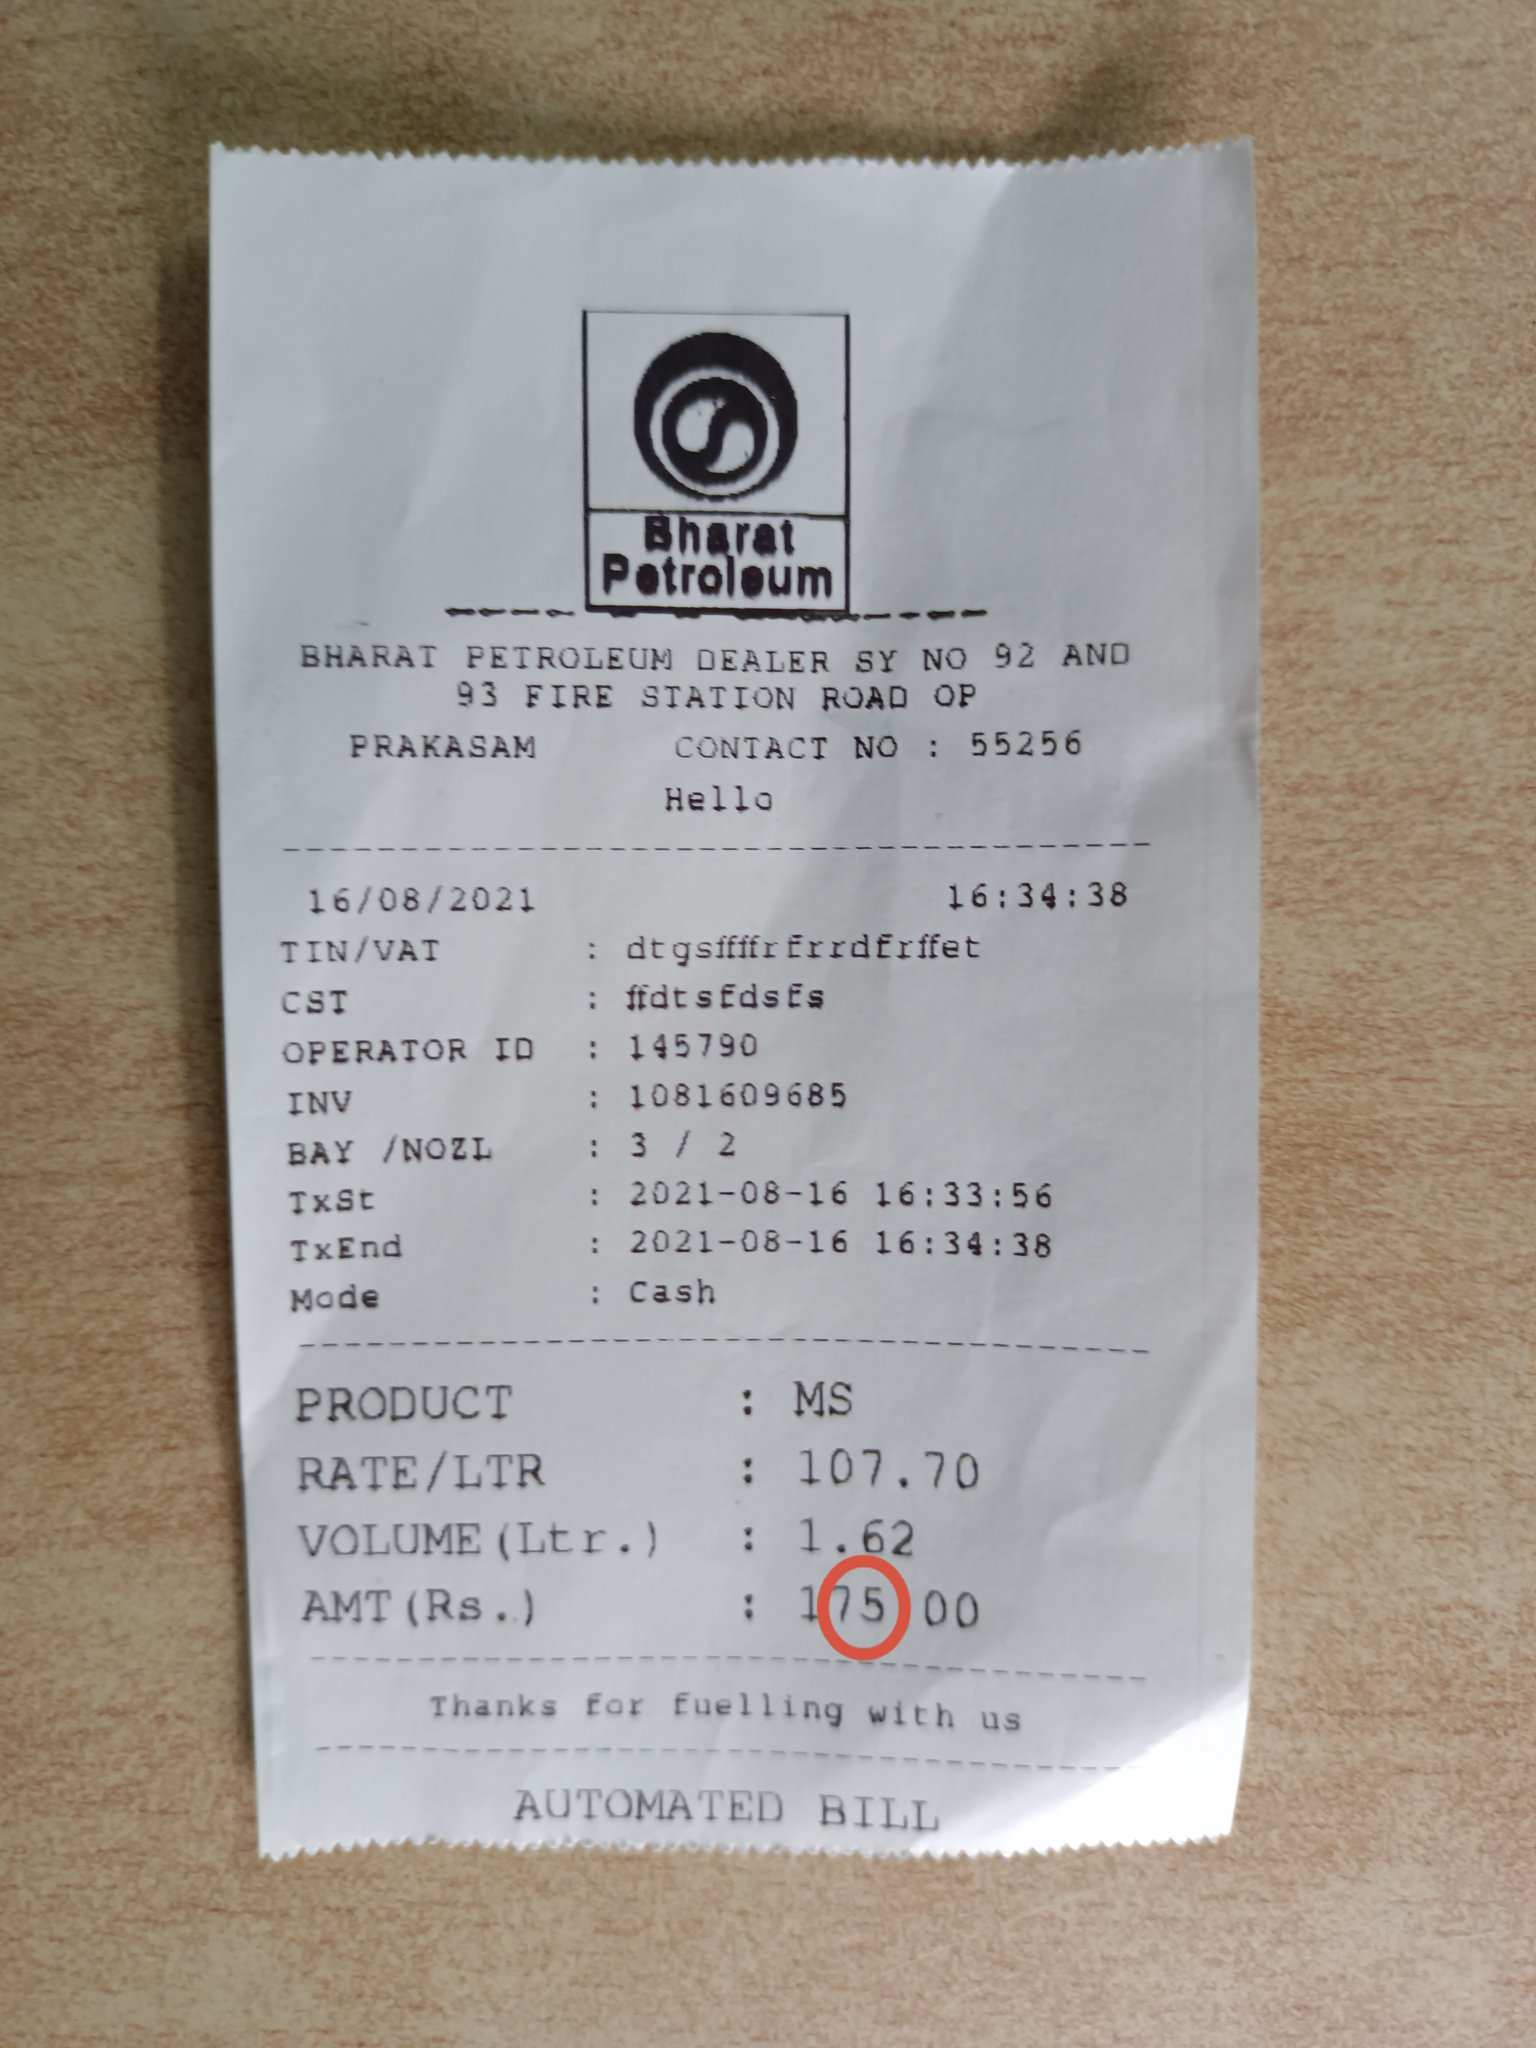 Bharat
Petroleum
BHARAT PETROLEUM DEALER SY NO 92 AND
93 FIRE STATION ROAD OP
PRAKASAM CONTACT NO : 55256
Hello
16/08/2021 16:34:38
TIN/VAT : dtgsffffrfrrdfrffet
CST : ffdtsfdsfs
OPERATOR ID : 145790
INV : 1081609685
BAY /NOZL : 3 / 2
TxSt : 2021-08-16 16:33:56
TxEnd : 2021-08-16 16:34:38
Mode : Cash
PRODUCT : MS
RATE/LTR : 107.70
VOLUME(Ltr.) : 1.62
AMT(Rs.) : 175 00
Thanks for fuelling with us
AUTOMATED BILL